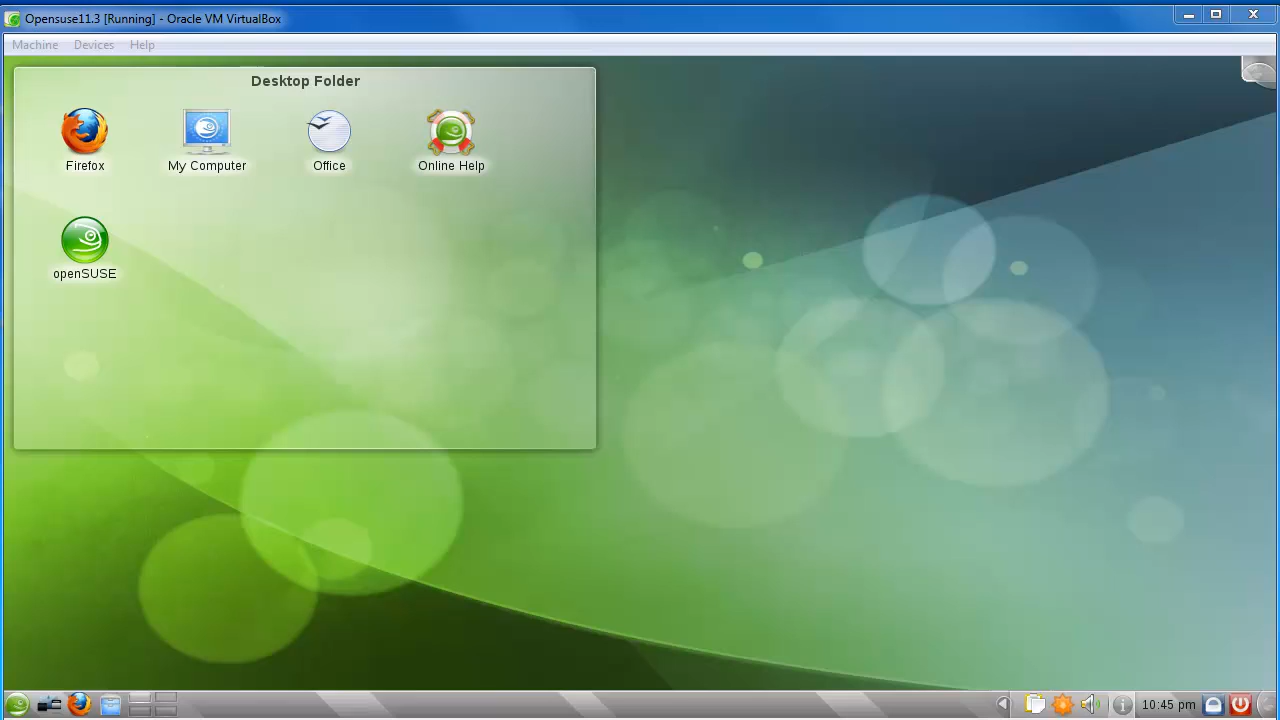 Opensuse11.3 [Running] - Oracle VM VirtualBox
Machine Devices Help
Desktop Folder
Firefox My Computer Office Online Help
openSUSE
10:45 pm